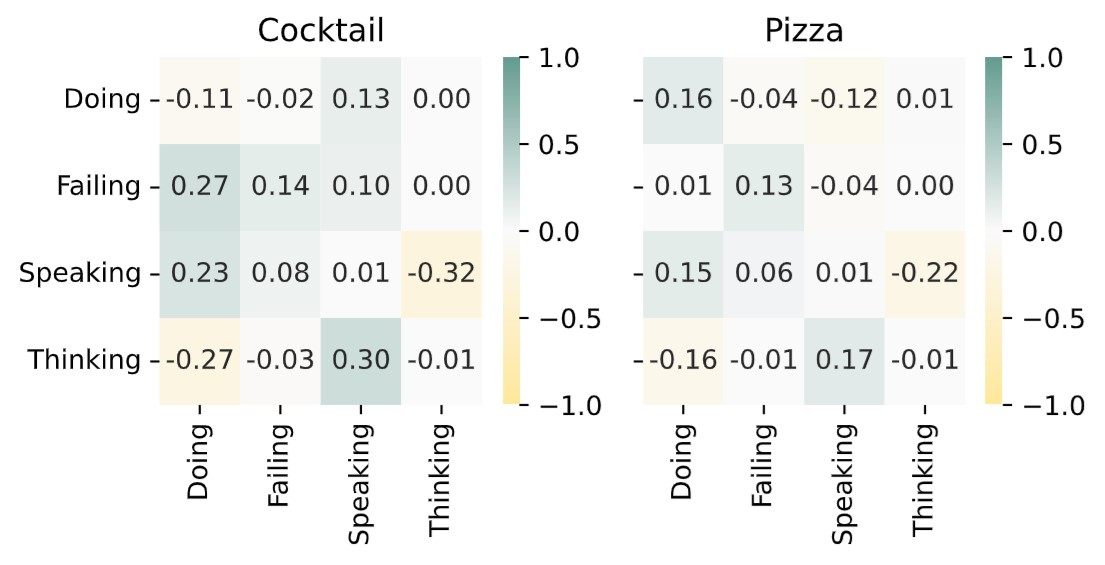 Cocktail Pizza
Doing -0.11 -0.02 0.13 0.00 1.0 0.16 -0.04 -0.12 0.01 1.0
0.5 0.5
Failing 0.27 0.14 0.10 0.00 0.01 0.13 -0.04 0.00
0.0 0.0
Speaking 0.23 0.08 0.01 -0.32 0.15 0.06 0.01 -0.22
−0.5 −0.5
Thinking -0.27 -0.03 0.30 -0.01 -0.16 -0.01 0.17 -0.01
−1.0 −1.0
Doing Failing Speaking Thinking Doing Failing Speaking Thinking